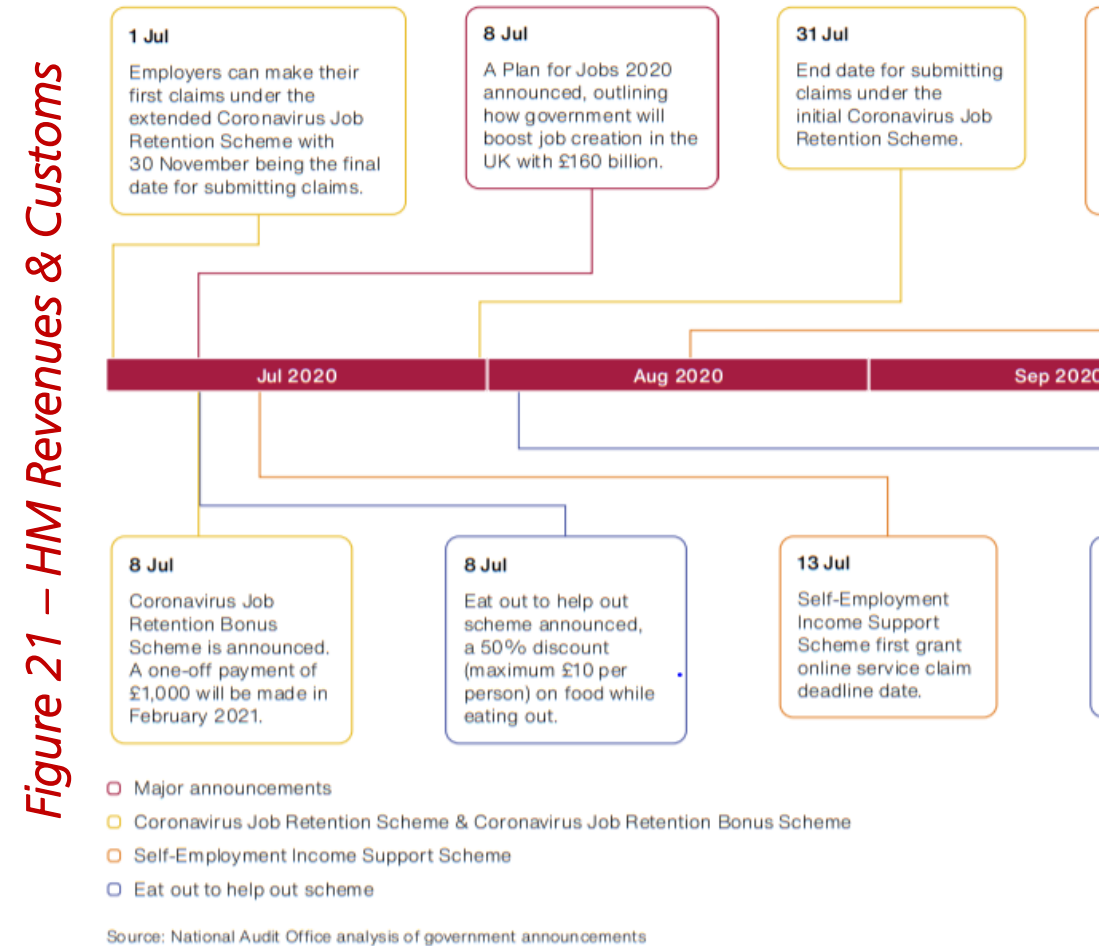 Figure 21 – HM Revenues & Customs
1 Jul
Employers can make their
first claims under the
extended Coronavirus Job
Retention Scheme with
30 November being the final
date for submitting claims.
8 Jul
A Plan for Jobs 2020
announced, outlining
how government will
boost job creation in the
UK with £160 billion.
31 Jul
End date for submitting
claims under the
initial Coronavirus Job
Retention Scheme.
Jul 2020
Aug 2020
Sep 2020
8 Jul
Coronavirus Job
Retention Bonus
Scheme is announced.
A one-off payment of
£1,000 will be made in
February 2021.
8 Jul
Eat out to help out
scheme announced,
a 50% discount
(maximum £10 per
person) on food while
eating out.
13 Jul
Self-Employment
Income Support
Scheme first grant
online service claim
deadline date.
Major announcements
Coronavirus Job Retention Scheme & Coronavirus Job Retention Bonus Scheme
Self-Employment Income Support Scheme
Eat out to help out scheme
Source: National Audit Office analysis of government announcements